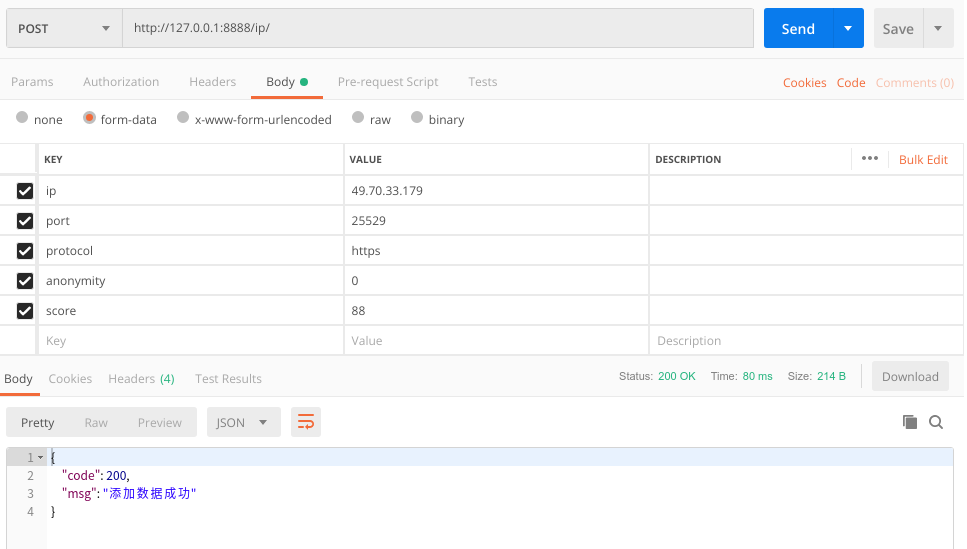 POST http://127.0.0.1:8888/ip/ Send Save
Params Authorization Headers Body Pre-request Script Tests Cookies Code Comments (0)
none form-data x-www-form-urlencoded raw binary
KEY VALUE DESCRIPTION ••• Bulk Edit
ip 49.70.33.179
port 25529
protocol https
anonymity 0
score 88
Key Value Description
Body Cookies Headers (4) Test Results Status: 200 OK Time: 80 ms Size: 214 B Download
Pretty Raw Preview JSON
1 {
2 "code": 200,
3 "msg": "添加数据成功"
4 }